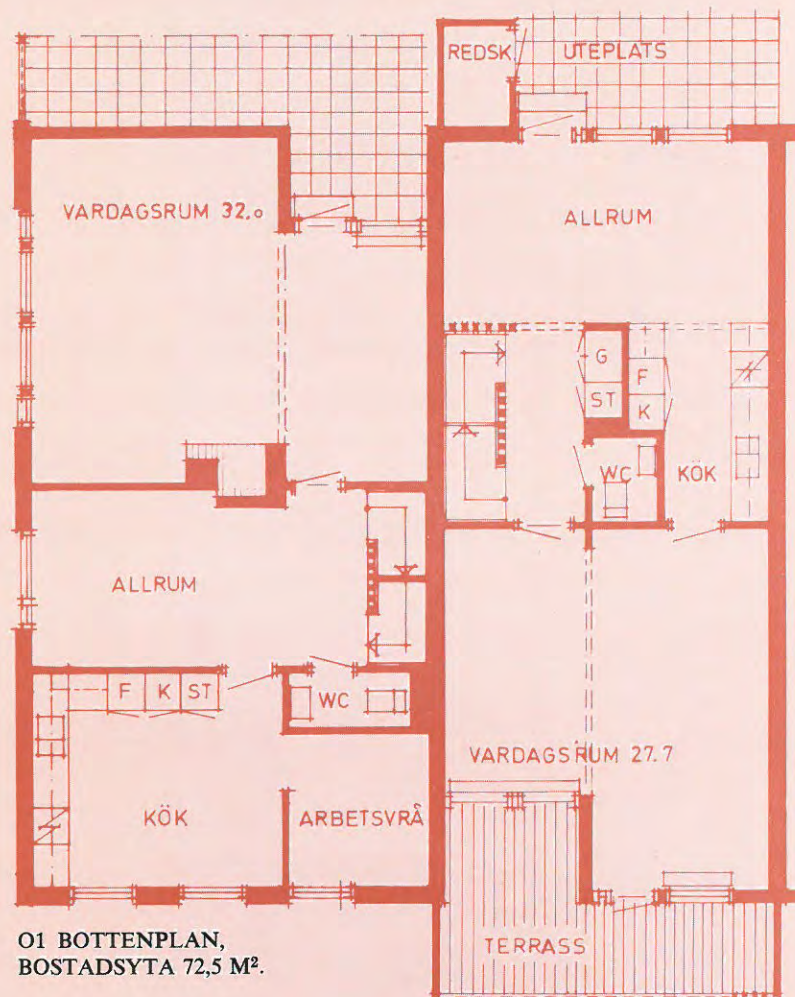 REDSK.
UTEPLATS
VARDAGSRUM 32.0
ALLRUM
G
F
ST
K
WC
KÖK
ALLRUM
F K ST
WC
VARDAGSRUM 27.7
KÖK
ARBETSVRÅ
TERRASS
O1 BOTTENPLAN,
BOSTADSYTA 72,5 M².